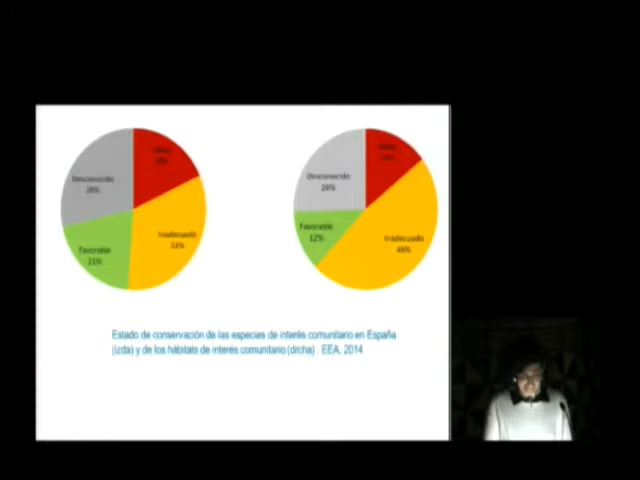 Desconocido
28%
Inadecuado
33%
Favorable
21%
Desconocido
26%
Inadecuado
48%
Favorable
12%
Estado de conservación de las especies de interés comunitario en España
(izda) y de los hábitats de interés comunitario (drcha) . EEA, 2014